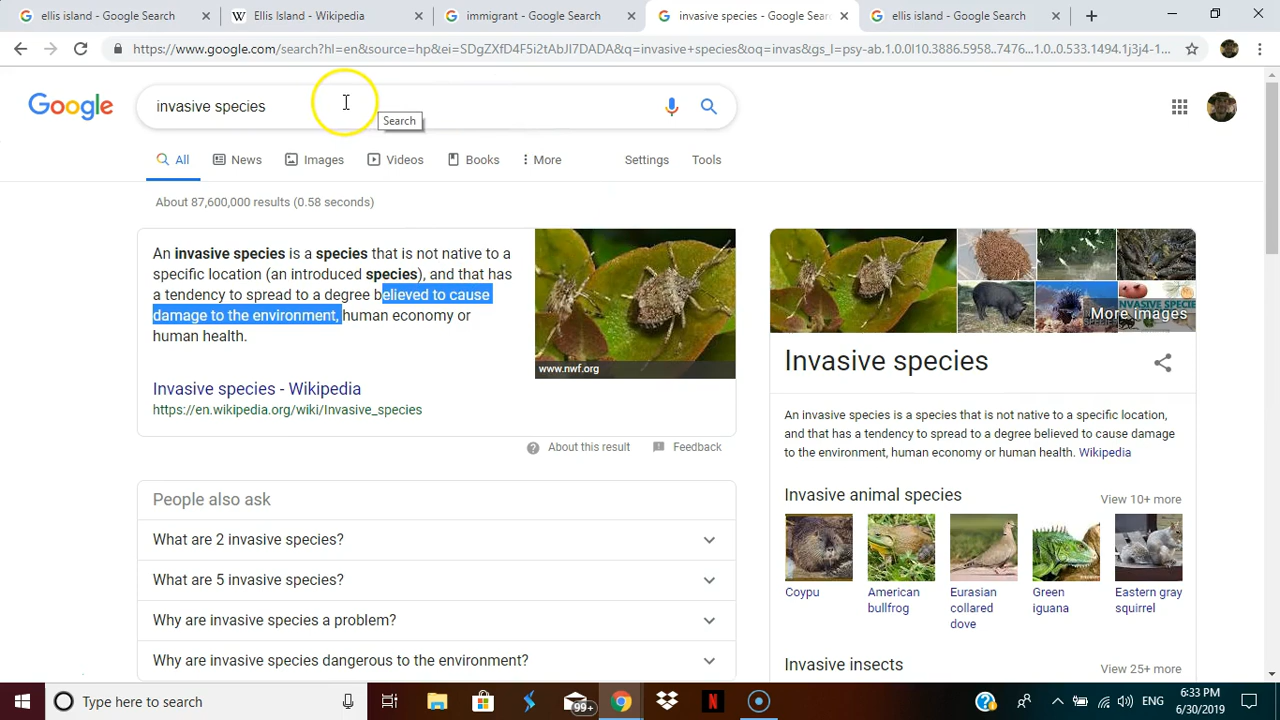 ellis island - Google Search
Ellis Island - Wikipedia
immigrant - Google Search
invasive species - Google Sear
ellis island - Google Search
https://www.google.com/search?hl=en&source=hp&ei=SDgZXfD4F5i2tAbJI7DADA&q=invasive+species&oq=invas&gs_l=psy-ab.1.0.0l10.3886.5958..7476...1.0..0.533.1494.1j3j4-1...
Google
invasive species
Search
All
News
Images
Videos
Books
More
Settings
Tools
About 87,600,000 results (0.58 seconds)
An invasive species is a species that is not native to a
specific location (an introduced species), and that has
a tendency to spread to a degree believed to cause
damage to the environment, human economy or
human health.
www.nwf.org
Invasive species - Wikipedia
https://en.wikipedia.org/wiki/Invasive_species
About this result
Feedback
People also ask
What are 2 invasive species?
What are 5 invasive species?
Why are invasive species a problem?
Why are invasive species dangerous to the environment?
More images
Invasive species
An invasive species is a species that is not native to a specific location,
and that has a tendency to spread to a degree believed to cause damage
to the environment, human economy or human health. Wikipedia
Invasive animal species
View 10+ more
Coypu
American
bullfrog
Eurasian
collared
dove
Green
iguana
Eastern gray
squirrel
Invasive insects
View 25+ more
Type here to search
99+
N
ENG
6:33 PM
6/30/2019